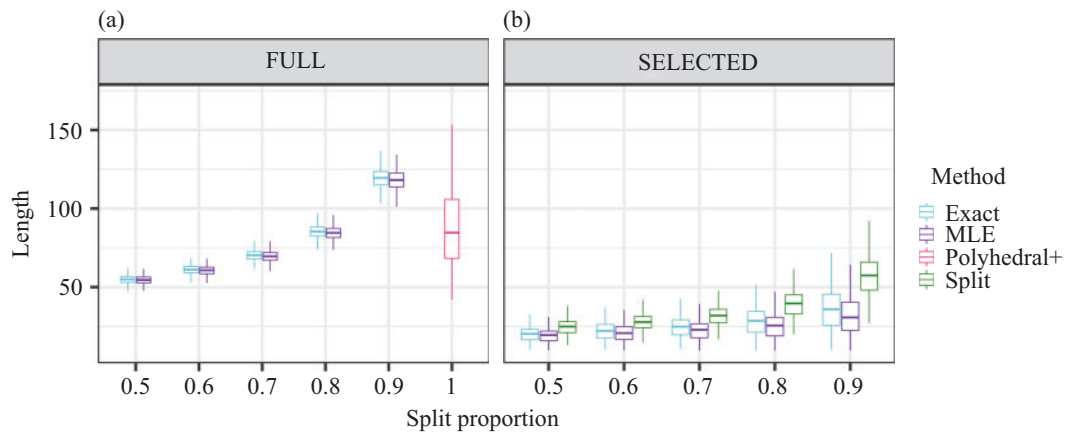 (a)
(b)
FULL
SELECTED
150
100
50
Length
0.5 0.6 0.7 0.8 0.9 1
0.5 0.6 0.7 0.8 0.9
Split proportion
Method
Exact
MLE
Polyhedral+
Split